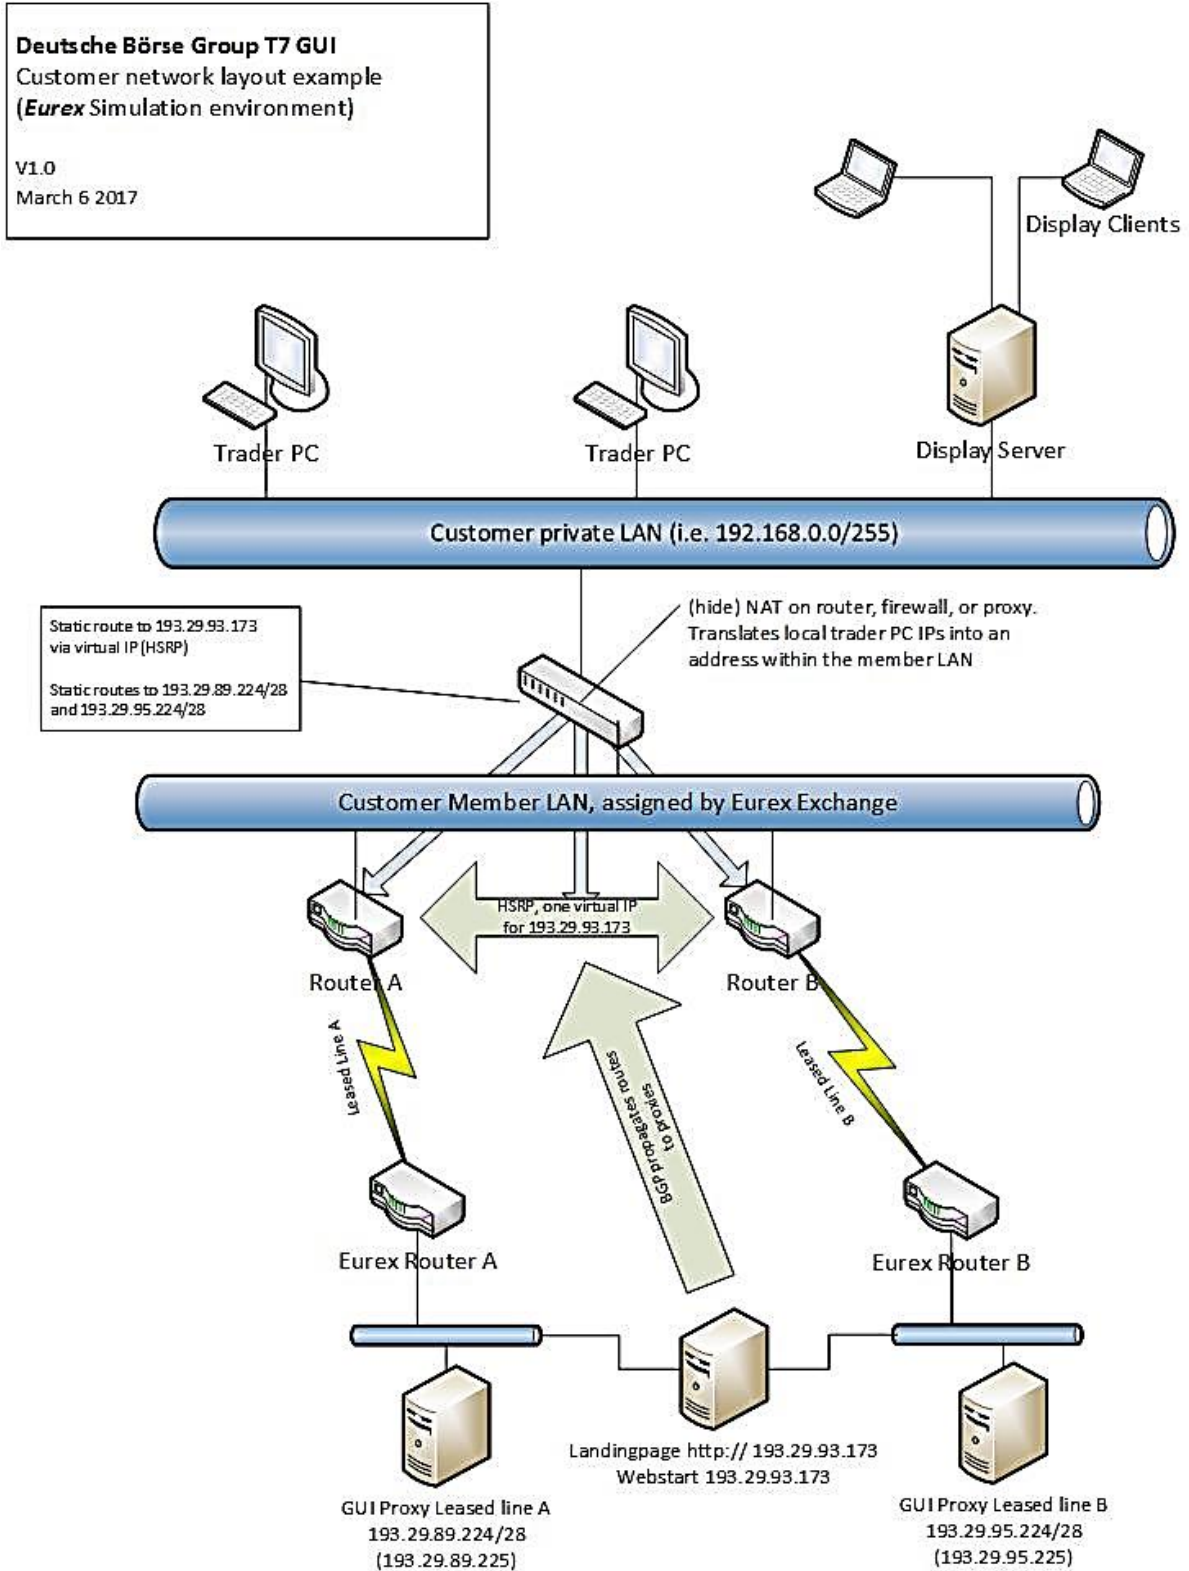 Deutsche Börse Group T7 GUI
Customer network layout example
(Eurex Simulation environment)
V1.0
March 6 2017
Display Clients
Trader PC
Trader PC
Display Server
Customer private LAN (i.e. 192.168.0.0/255)
Static route to 193.29.93.173
via virtual IP (HSRP)
Static routes to 193.29.89.224/28
and 193.29.95.224/28
(hide) NAT on router, firewall, or proxy.
Translates local trader PC IPs into an
address within the member LAN
Customer Member LAN, assigned by Eurex Exchange
HSRP, one virtual IP
for 193.29.93.173
Router A
Router B
Leased Line A
BGP propagates routes
to proxies
Leased Line B
Eurex Router A
Eurex Router B
Landingpage http:// 193.29.93.173
Webstart 193.29.93.173
GUI Proxy Leased line A
193.29.89.224/28
(193.29.89.225)
GUI Proxy Leased line B
193.29.95.224/28
(193.29.95.225)